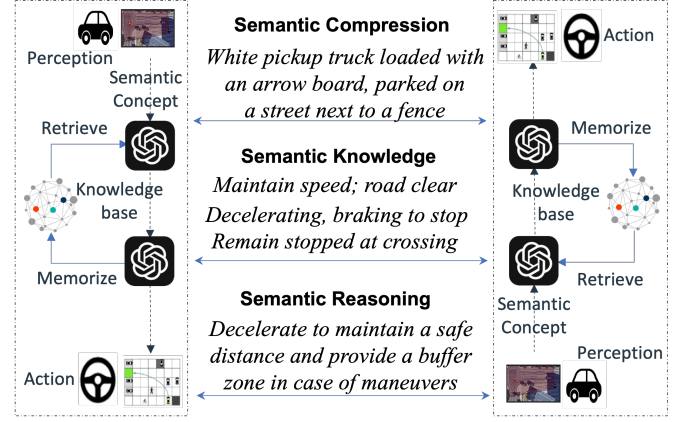 Perception
Semantic
Concept
Retrieve
Knowledge
base
Memorize
Action
Semantic Compression
White pickup truck loaded with
an arrow board, parked on
a street next to a fence
Semantic Knowledge
Maintain speed; road clear
Decelerating, braking to stop
Remain stopped at crossing
Semantic Reasoning
Decelerate to maintain a safe
distance and provide a buffer
zone in case of maneuvers
Action
Memorize
Knowledge
base
Retrieve
Semantic
Concept
Perception